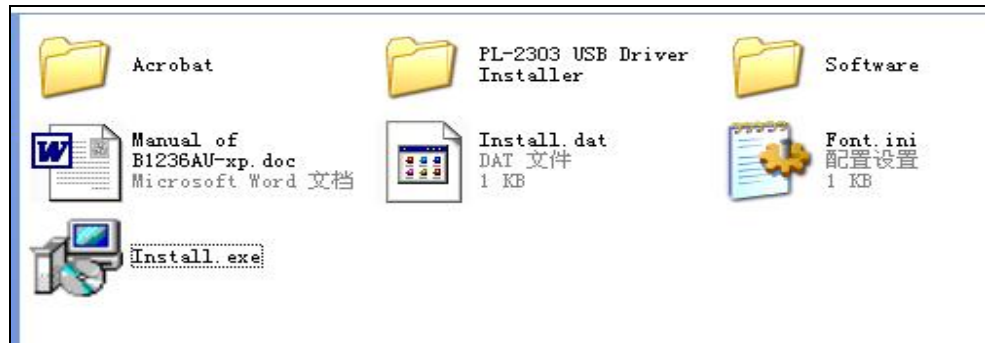 Acrobat
PL-2303 USB Driver
Installer
Software
Manual of
B1236AU-xp.doc
Microsoft Word 文档
Install.dat
DAT 文件
1 KB
Font.ini
配置设置
1 KB
Install.exe